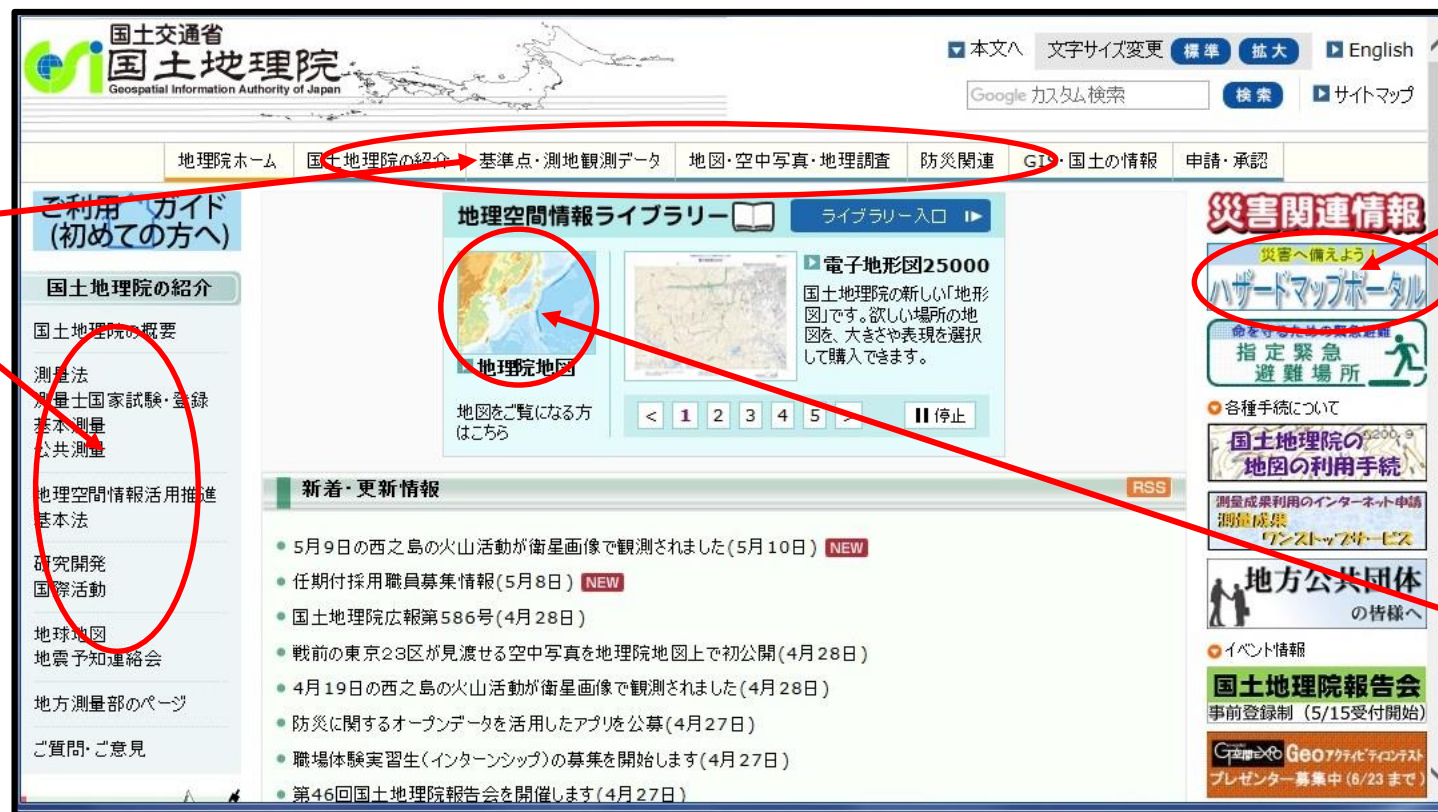 国土交通省
国土地理院
Geospatial Information Authority of Japan
本文へ 文字サイズ変更 標準 拡大 English
Google カスタム検索 検索 サイトマップ
地理院ホーム 国土地理院の紹介 基準点・測地観測データ 地図・空中写真・地理調査 防災関連 GIS・国土の情報 申請・承認
ご利用ガイド
(初めての方へ)
国土地理院の紹介
国土地理院の概要
測量法
測量士国家試験・登録
基本測量
公共測量
地理空間情報活用推進
基本法
研究開発
国際活動
地球地図
地震予知連絡会
地方測量部のページ
ご質問・ご意見
地理空間情報ライブラリー ライブラリー入口
地理院地図
地図をご覧になる方
はこちら
電子地形図25000
国土地理院の新しい「地形
図」です。欲しい場所の地
図を、大きさや表現を選択
して購入できます。
< 1 2 3 4 5 > 停止
新着・更新情報 RSS
5月9日の西之島の火山活動が衛星画像で観測されました(5月10日) NEW
任期付採用職員募集情報(5月8日) NEW
国土地理院広報第586号(4月28日)
戦前の東京23区が見渡せる空中写真を地理院地図上で初公開(4月28日)
4月19日の西之島の火山活動が衛星画像で観測されました(4月28日)
防災に関するオープンデータを活用したアプリを公募(4月27日)
職場体験実習生(インターンシップ)の募集を開始します(4月27日)
第46回国土地理院報告会を開催します(4月27日)
災害関連情報
災害へ備えよう!
ハザードマップポータル
命を守るための緊急避難
指定緊急
避難場所
各種手続について
国土地理院の
地図の利用手続
測量成果利用のインターネット申請
測量成果
ワンストップサービス
地方公共団体
の皆様へ
イベント情報
国土地理院報告会
事前登録制 (5/15受付開始)
G空間EXPO Geoアクティビティコンテスト
プレゼンター募集中(6/23まで)